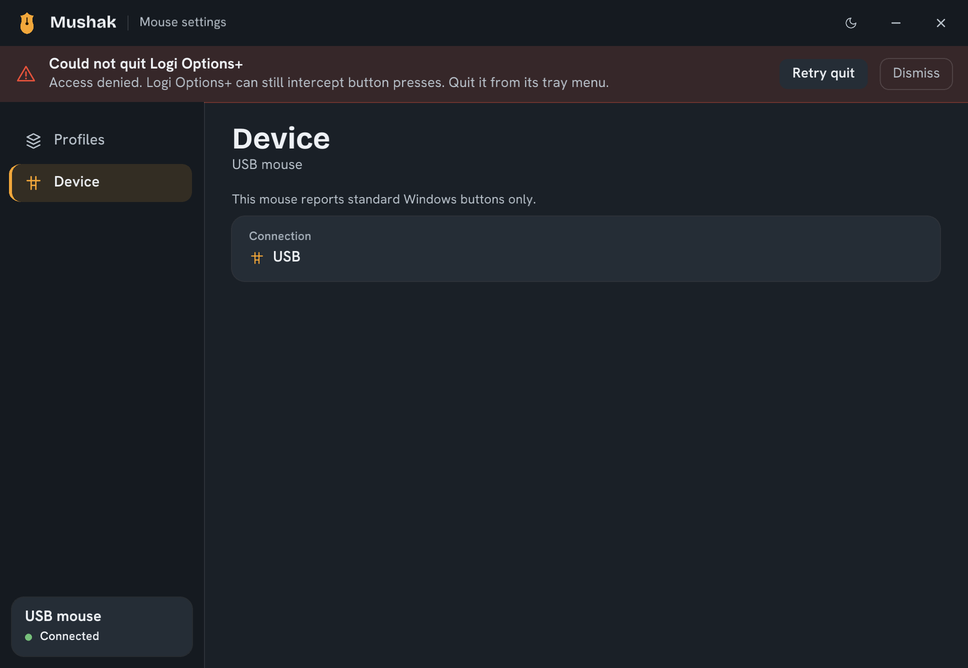 Mushak
Mouse settings
Could not quit Logi Options+
Access denied. Logi Options+ can still intercept button presses. Quit it from its tray menu.
Retry quit
Dismiss
Profiles
Device
Device
USB mouse
This mouse reports standard Windows buttons only.
Connection
USB
USB mouse
Connected